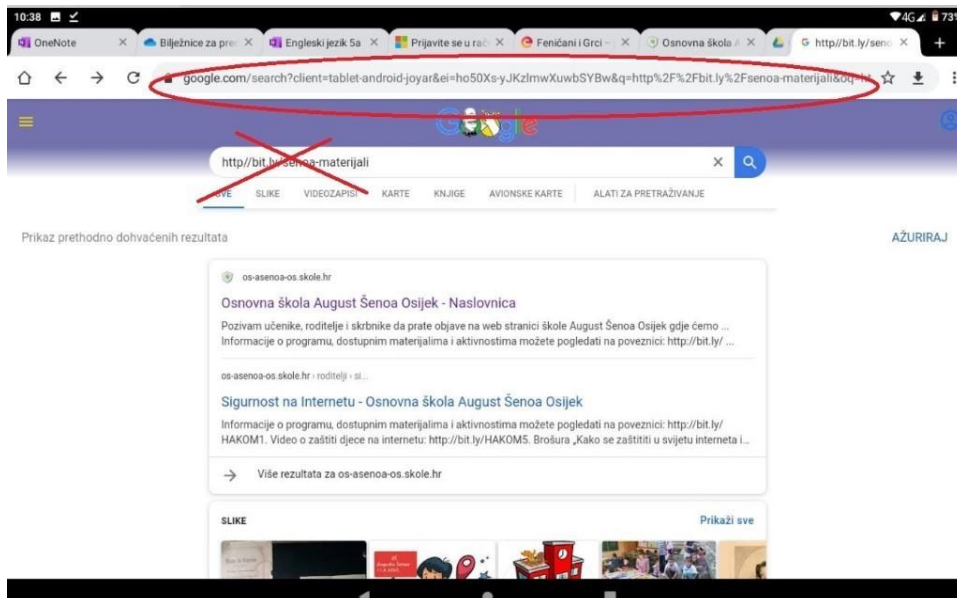 10:38 4G 73%
OneNote Bilježnice za pre Engleski jezik 5a Prijavite se u rač Feničani i Grci – Osnovna škola A http//bit.ly/seno
google.com/search?client=tablet-android-joyar&ei=ho50Xs-yJKzlmwXuwbSYBw&q=http%2F%2Fbit.ly%2Fsenoa-materijali&oq=ht
Google
http//bit.ly/senoa-materijali
SVE SLIKE VIDEOZAPISI KARTE KNJIGE AVIONSKE KARTE ALATI ZA PRETRAŽIVANJE
Prikaz prethodno dohvaćenih rezultata AŽURIRAJ
os-asenoa-os.skole.hr
Osnovna škola August Šenoa Osijek - Naslovnica
Pozivam učenike, roditelje i skrbnike da prate objave na web stranici škole August Šenoa Osijek gdje ćemo ...
Informacije o programu, dostupnim materijalima i aktivnostima možete pogledati na poveznici: http://bit.ly/ ...
os-asenoa-os.skole.hr › roditelji › si...
Sigurnost na Internetu - Osnovna škola August Šenoa Osijek
Informacije o programu, dostupnim materijalima i aktivnostima možete pogledati na poveznici: http://bit.ly/
HAKOM1. Video o zaštiti djece na internetu: http://bit.ly/HAKOM5. Brošura „Kako se zaštititi u svijetu interneta i...
Više rezultata za os-asenoa-os.skole.hr
SLIKE Prikaži sve